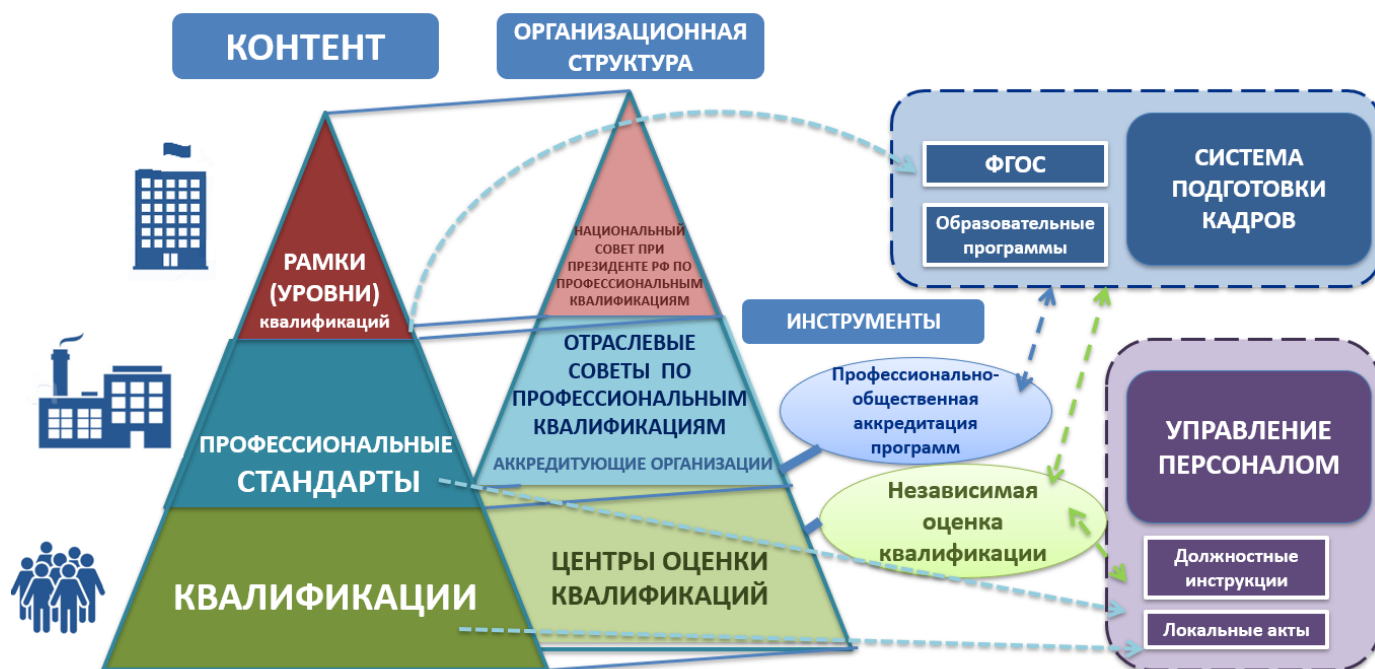 КОНТЕНТ
ОРГАНИЗАЦИОННАЯ
СТРУКТУРА
РАМКИ
(УРОВНИ)
квалификаций
ПРОФЕССИОНАЛЬНЫЕ
СТАНДАРТЫ
КВАЛИФИКАЦИИ
НАЦИОНАЛЬНЫЙ
СОВЕТ ПРИ
ПРЕЗИДЕНТЕ РФ ПО
ПРОФЕССИОНАЛЬНЫМ
КВАЛИФИКАЦИЯМ
ОТРАСЛЕВЫЕ
СОВЕТЫ ПО
ПРОФЕССИОНАЛЬНЫМ
КВАЛИФИКАЦИЯМ
АККРЕДИТУЮЩИЕ ОРГАНИЗАЦИИ
ЦЕНТРЫ ОЦЕНКИ
КВАЛИФИКАЦИЙ
ИНСТРУМЕНТЫ
Профессионально-
общественная
аккредитация
программ
Независимая
оценка
квалификации
ФГОС
Образовательные
программы
СИСТЕМА
ПОДГОТОВКИ
КАДРОВ
УПРАВЛЕНИЕ
ПЕРСОНАЛОМ
Должностные
инструкции
Локальные акты